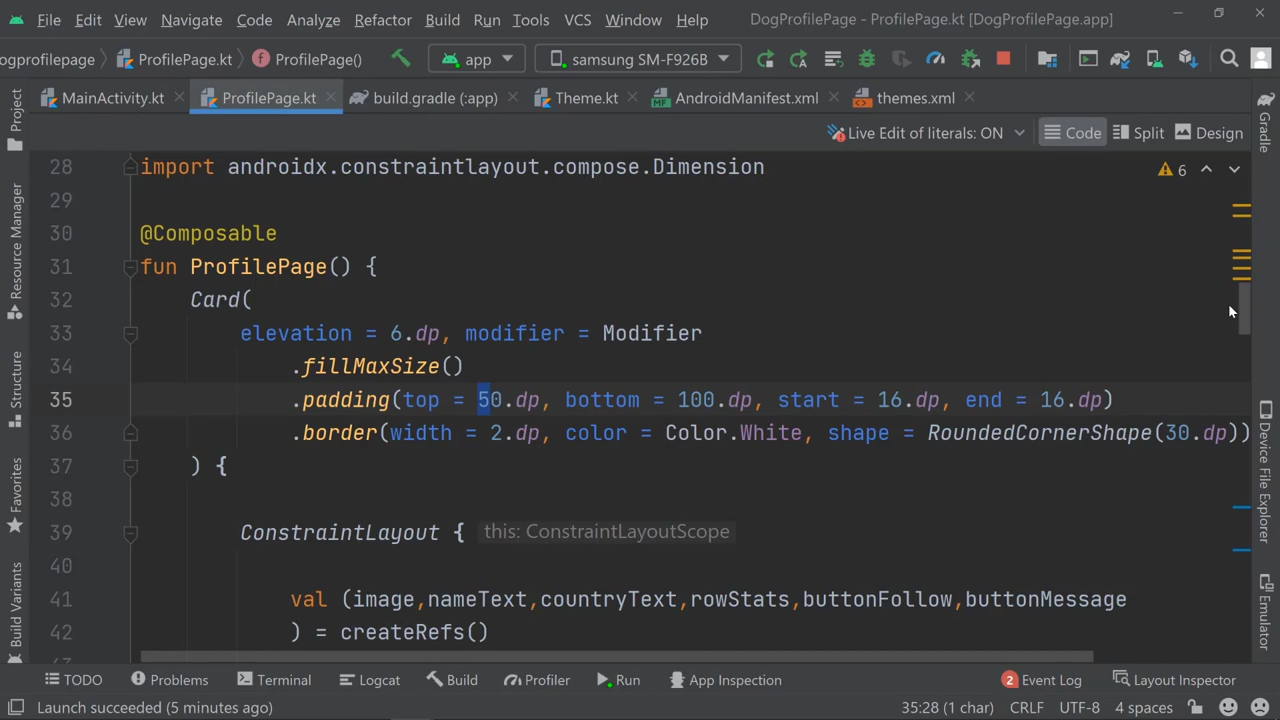 File Edit View Navigate Code Analyze Refactor Build Run Tools VCS Window Help DogProfilePage - ProfilePage.kt [DogProfilePage.app]
ogprofilepage ProfilePage.kt ProfilePage() app samsung SM-F926B
MainActivity.kt ProfilePage.kt build.gradle (:app) Theme.kt AndroidManifest.xml themes.xml
Live Edit of literals: ON Code Split Design
28 import androidx.constraintlayout.compose.Dimension
6
29
30 @Composable
31 fun ProfilePage() {
32 Card(
33 elevation = 6.dp, modifier = Modifier
34 .fillMaxSize()
35 .padding(top = 50.dp, bottom = 100.dp, start = 16.dp, end = 16.dp)
36 .border(width = 2.dp, color = Color.White, shape = RoundedCornerShape(30.dp))
37 ) {
38
39 ConstraintLayout { this: ConstraintLayoutScope
40
41 val (image,nameText,countryText,rowStats,buttonFollow,buttonMessage
42 ) = createRefs()
Project
Resource Manager
Structure
Favorites
Build Variants
Gradle
Device File Explorer
Emulator
TODO Problems Terminal Logcat Build Profiler Run App Inspection 2 Event Log Layout Inspector
Launch succeeded (5 minutes ago) 35:28 (1 char) CRLF UTF-8 4 spaces